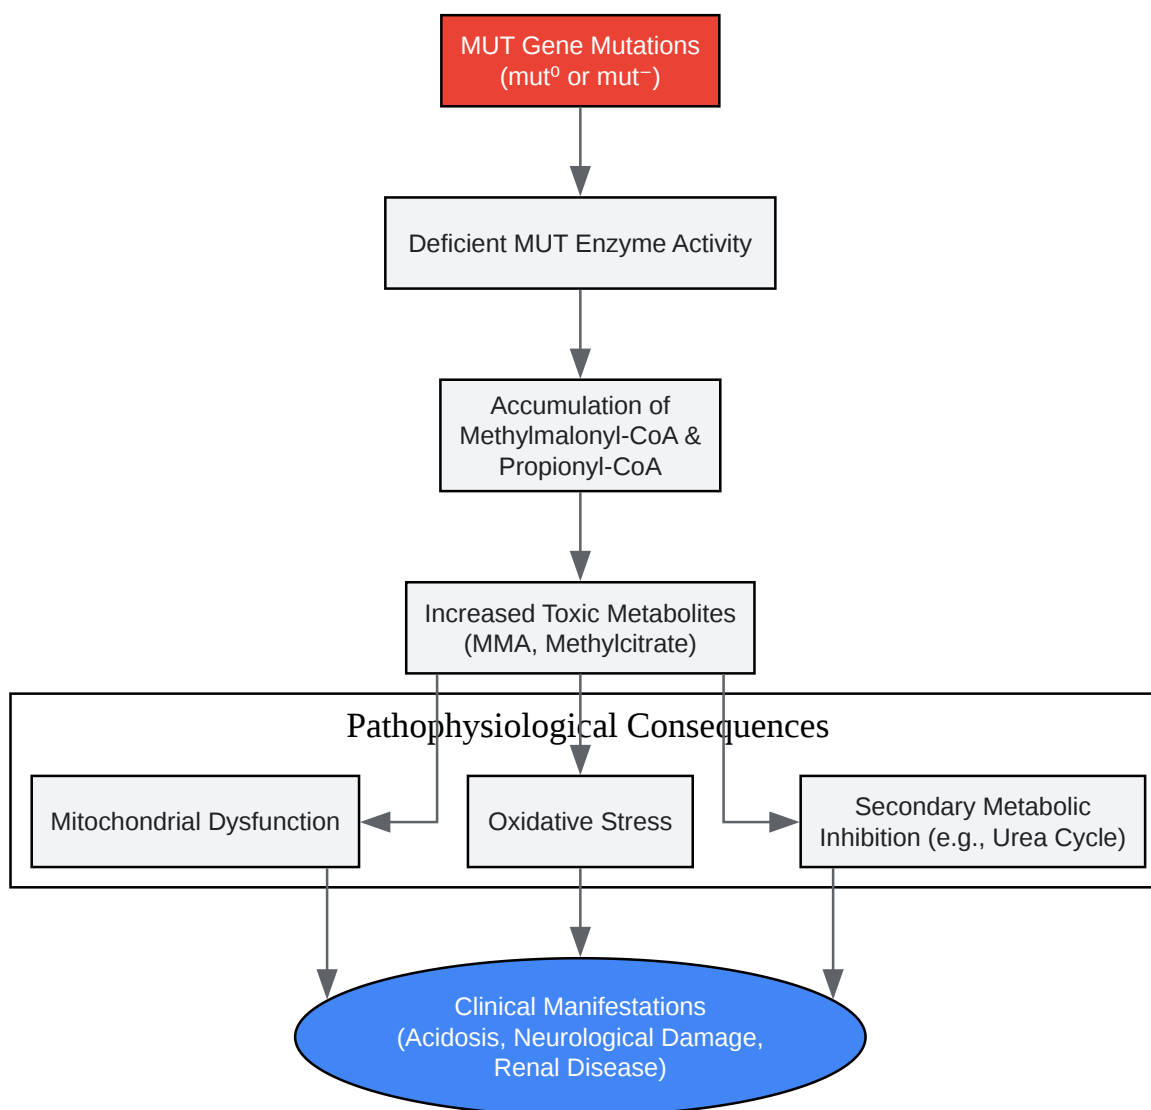 MUT Gene Mutations
(mut⁰ or mut⁻)
Deficient MUT Enzyme Activity
Accumulation of
Methylmalonyl-CoA &
Propionyl-CoA
Increased Toxic Metabolites
(MMA, Methylcitrate)
Pathophysiological Consequences
Mitochondrial Dysfunction
Oxidative Stress
Secondary Metabolic
Inhibition (e.g., Urea Cycle)
Clinical Manifestations
(Acidosis, Neurological Damage,
Renal Disease)